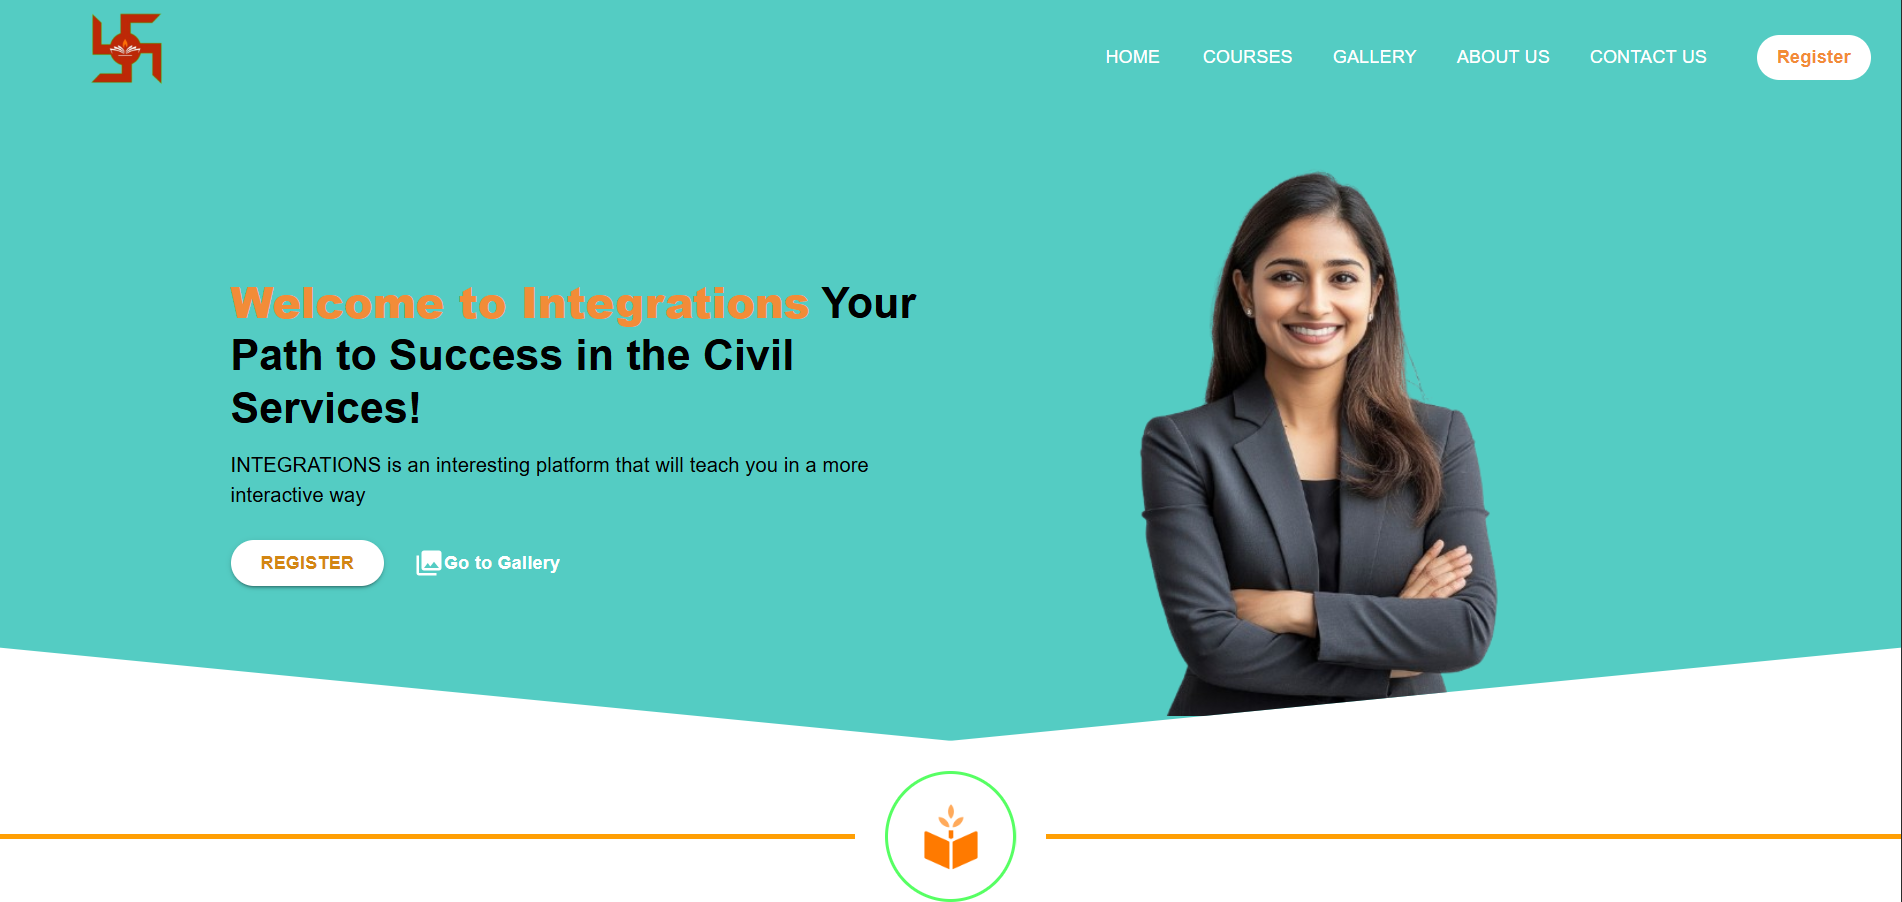 HOME COURSES GALLERY ABOUT US CONTACT US Register
Welcome to Integrations Your
Path to Success in the Civil
Services!
INTEGRATIONS is an interesting platform that will teach you in a more
interactive way
REGISTER Go to Gallery